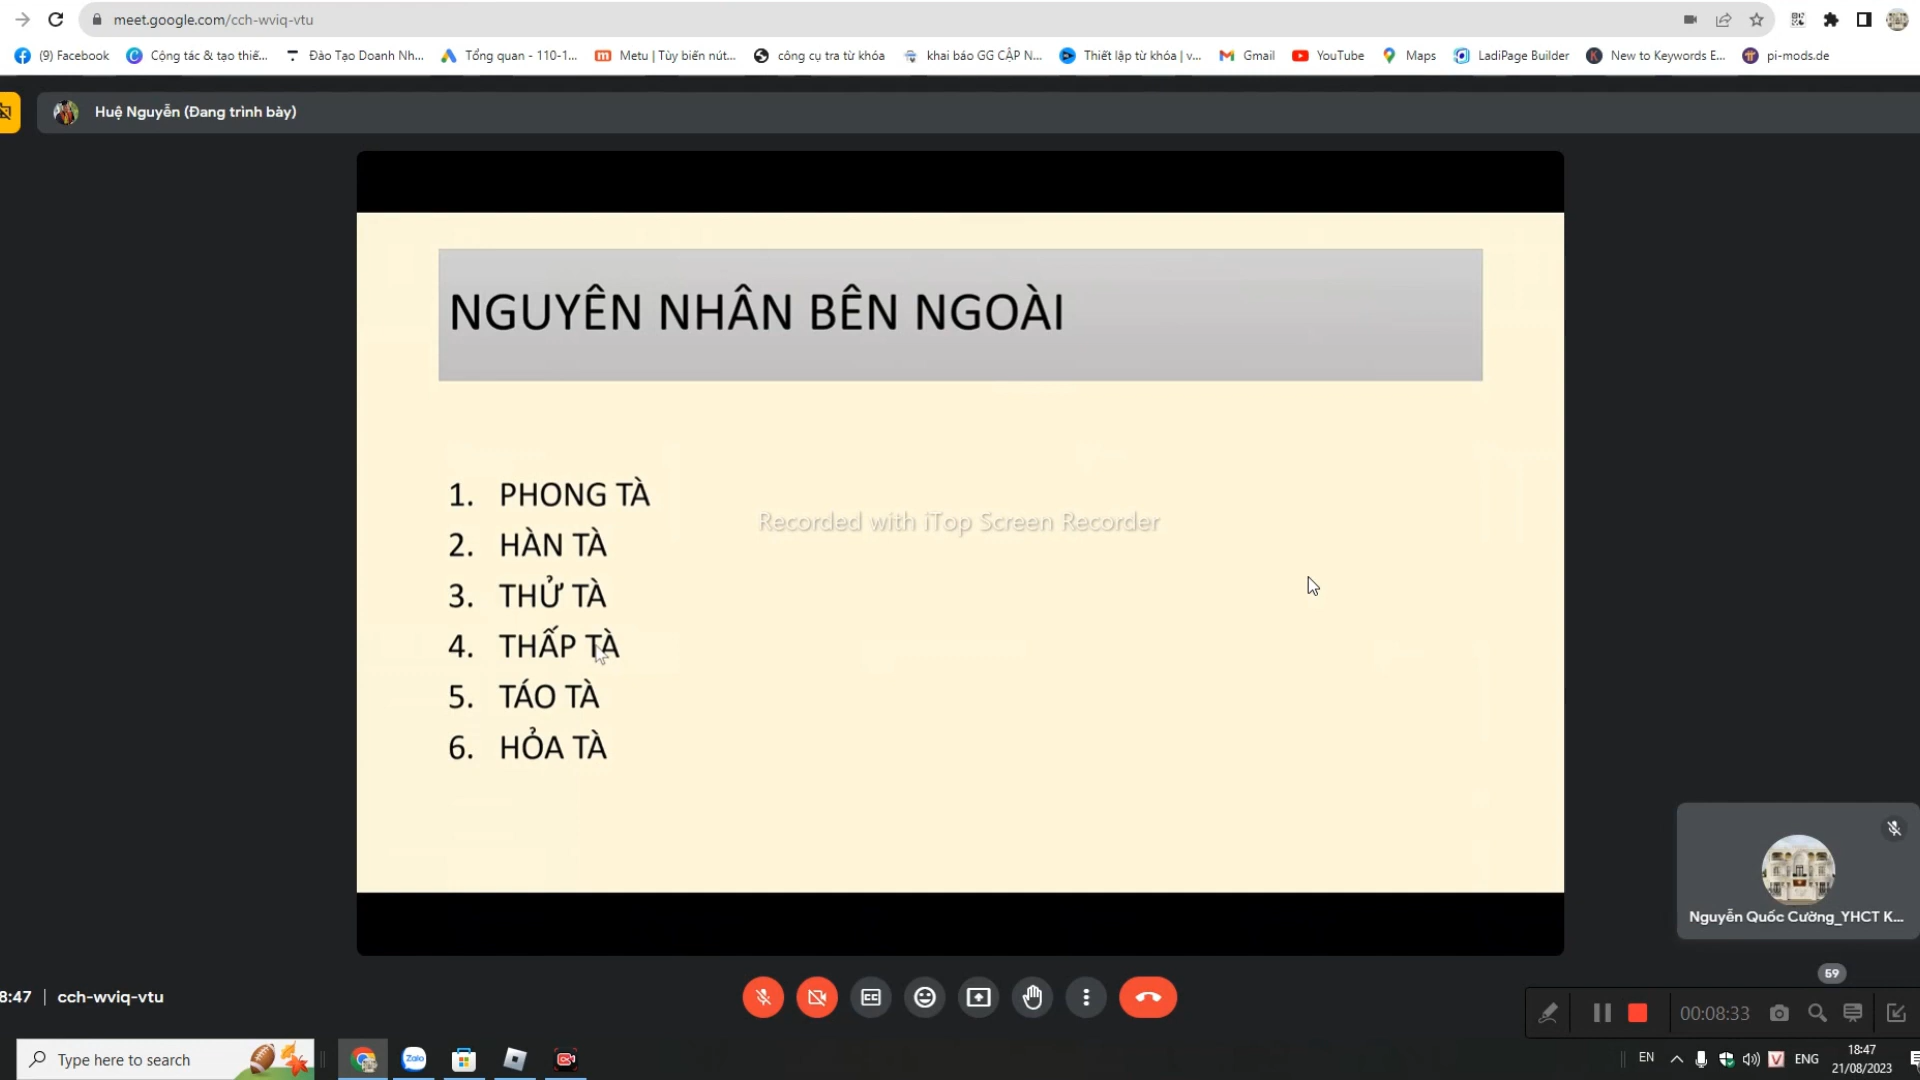 meet.google.com/cch-wviq-vtu
(9) Facebook
Cộng tác & tạo thiế...
Đào Tạo Doanh Nh...
Tổng quan - 110-1...
Metu | Tùy biến nút...
công cụ tra từ khóa
khai báo GG CẬP N...
Thiết lập từ khóa | v...
Gmail
YouTube
Maps
LadiPage Builder
New to Keywords E...
pi-mods.de
Huệ Nguyễn (Đang trình bày)
NGUYÊN NHÂN BÊN NGOÀI
1. PHONG TÀ
Recorded with iTop Screen Recorder
2. HÀN TÀ
3. THỬ TÀ
4. THẤP TÀ
5. TÁO TÀ
6. HỎA TÀ
Nguyễn Quốc Cường_YHCT K...
59
8:47 | cch-wviq-vtu
00:08:33
Type here to search
Zalo
EN
ENG
18:47
21/08/2023